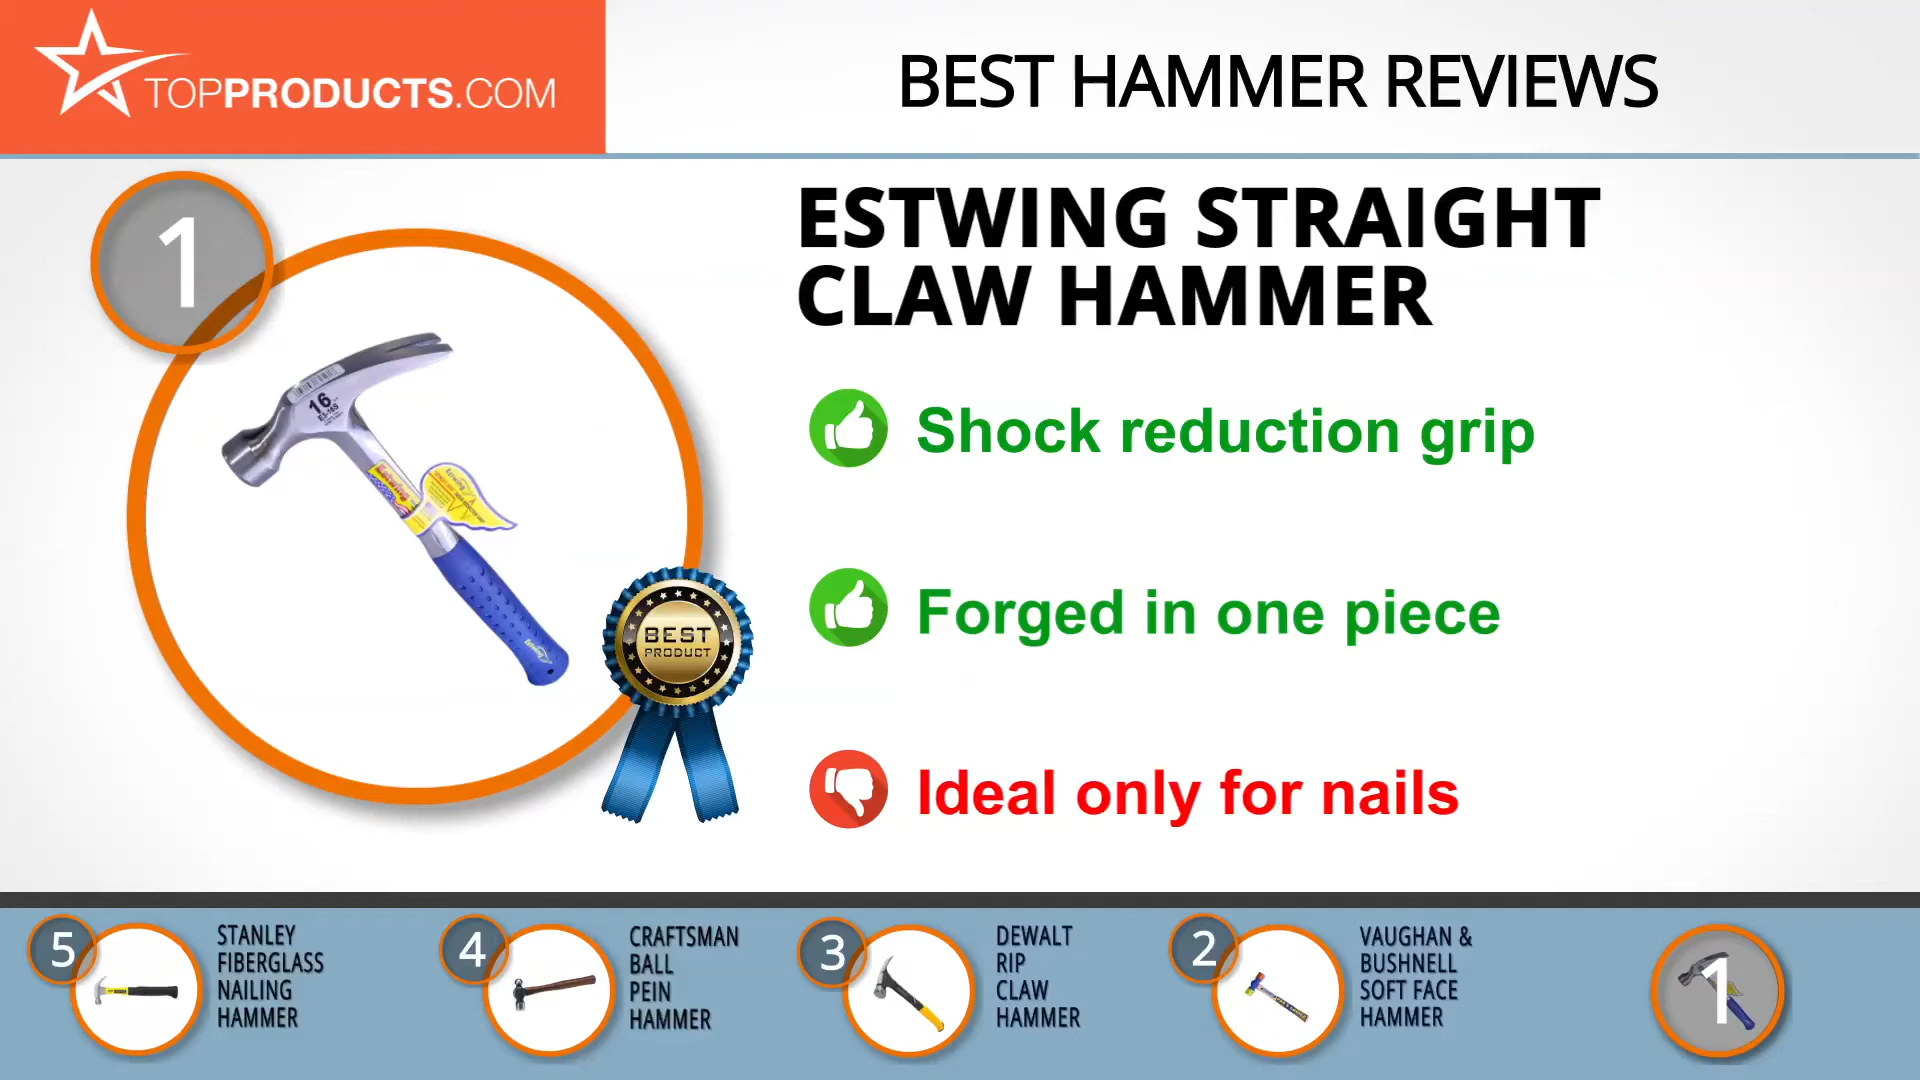 TOPPRODUCTS.COM
BEST HAMMER REVIEWS
1
ESTWING STRAIGHT
CLAW HAMMER
16
E3-16S
Shock reduction grip
Forged in one piece
BEST
PRODUCT
Ideal only for nails
5
STANLEY
FIBERGLASS
NAILING
HAMMER
4
CRAFTSMAN
BALL
PEIN
HAMMER
3
DEWALT
RIP
CLAW
HAMMER
2
VAUGHAN &
BUSHNELL
SOFT FACE
HAMMER
1